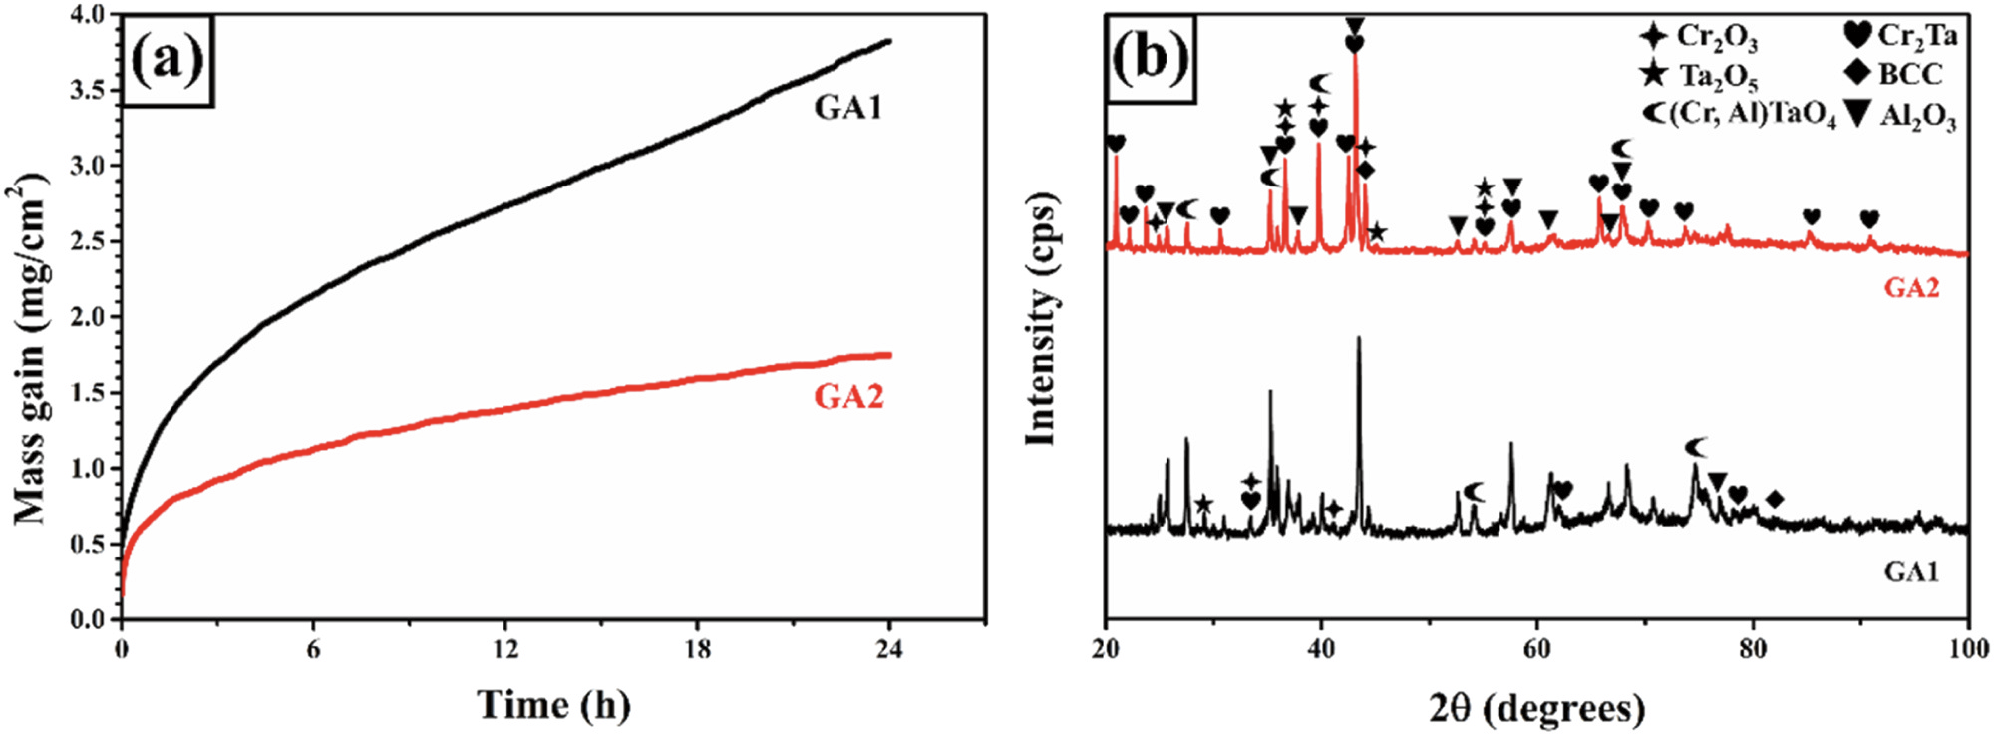 (a)
4.0
3.5
3.0
2.5
2.0
1.5
1.0
0.5
0.0
Mass gain (mg/cm²)
GA1
GA2
0 6 12 18 24
Time (h)
(b)
Cr₂O₃ Cr₂Ta
Ta₂O₅ BCC
(Cr, Al)TaO₄ Al₂O₃
Intensity (cps)
GA2
GA1
20 40 60 80 100
2θ (degrees)